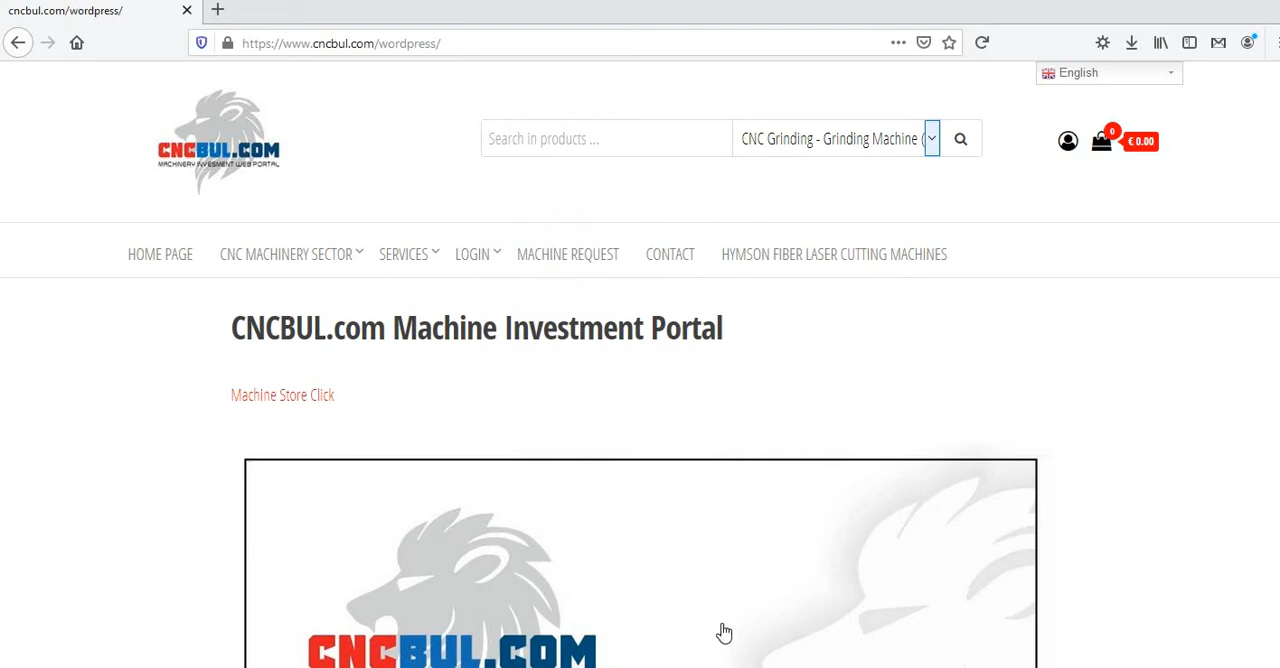 cncbul.com/wordpress/
https://www.cncbul.com/wordpress/
English
CNCBUL.COM
MACHINERY INVESMENT WEB PORTAL
Search in products ...
CNC Grinding - Grinding Machine (
0
€ 0.00
HOME PAGE
CNC MACHINERY SECTOR
SERVICES
LOGIN
MACHINE REQUEST
CONTACT
HYMSON FIBER LASER CUTTING MACHINES
CNCBUL.com Machine Investment Portal
Machine Store Click
CNCBUL.COM